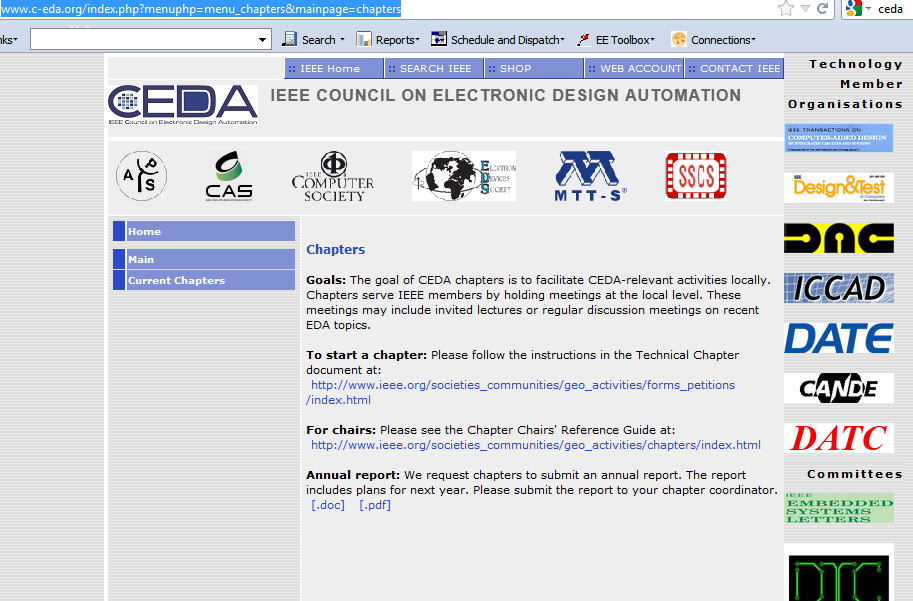 www.c-eda.org/index.php?menuphp=menu_chapters&mainpage=chapters
ceda
Search
Reports
Schedule and Dispatch
EE Toolbox
Connections
:: IEEE Home
:: SEARCH IEEE
:: SHOP
:: WEB ACCOUNT
:: CONTACT IEEE
CEDA
IEEE Council on Electronic Design Automation
IEEE COUNCIL ON ELECTRONIC DESIGN AUTOMATION
APS
CAS
IEEE
COMPUTER
SOCIETY
ELECTRON
DEVICES
SOCIETY
MTT-S®
SSCS
Home
Main
Current Chapters
Chapters
Goals: The goal of CEDA chapters is to facilitate CEDA-relevant activities locally.
Chapters serve IEEE members by holding meetings at the local level. These
meetings may include invited lectures or regular discussion meetings on recent
EDA topics.
To start a chapter: Please follow the instructions in the Technical Chapter
document at:
http://www.ieee.org/societies_communities/geo_activities/forms_petitions
/index.html
For chairs: Please see the Chapter Chairs' Reference Guide at:
http://www.ieee.org/societies_communities/geo_activities/chapters/index.html
Annual report: We request chapters to submit an annual report. The report
includes plans for next year. Please submit the report to your chapter coordinator.
[.doc] [.pdf]
Technology
Member
Organisations
IEEE TRANSACTIONS ON
COMPUTER-AIDED DESIGN
OF INTEGRATED CIRCUITS AND SYSTEMS
IEEE
Design&Test
of Computers
DAC
ICCAD
DATE
CANDE
DATC
Committees
IEEE
EMBEDDED
SYSTEMS
LETTERS